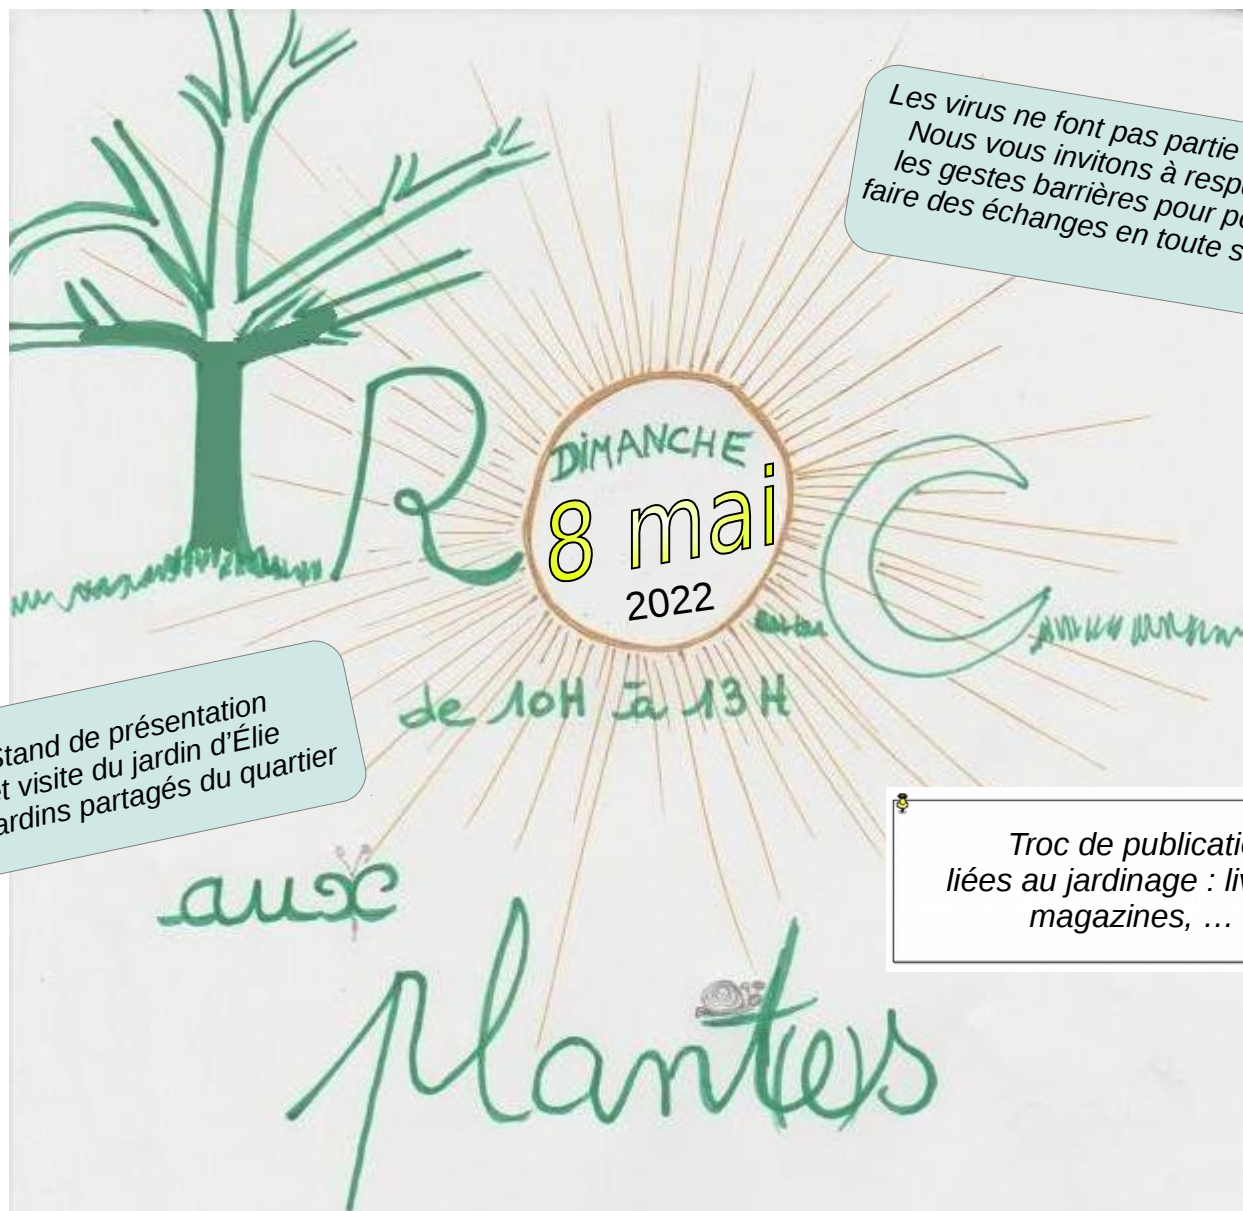 Les virus ne font pas partie
Nous vous invitons à resp
les gestes barrières pour p
faire des échanges en toute s
TROC
DIMANCHE
8 mai
2022
de 10H à 13H
Stand de présentation
et visite du jardin d’Élie
ardins partagés du quartier
Troc de publicati
liées au jardinage : liv
magazines, …
aux
plantes